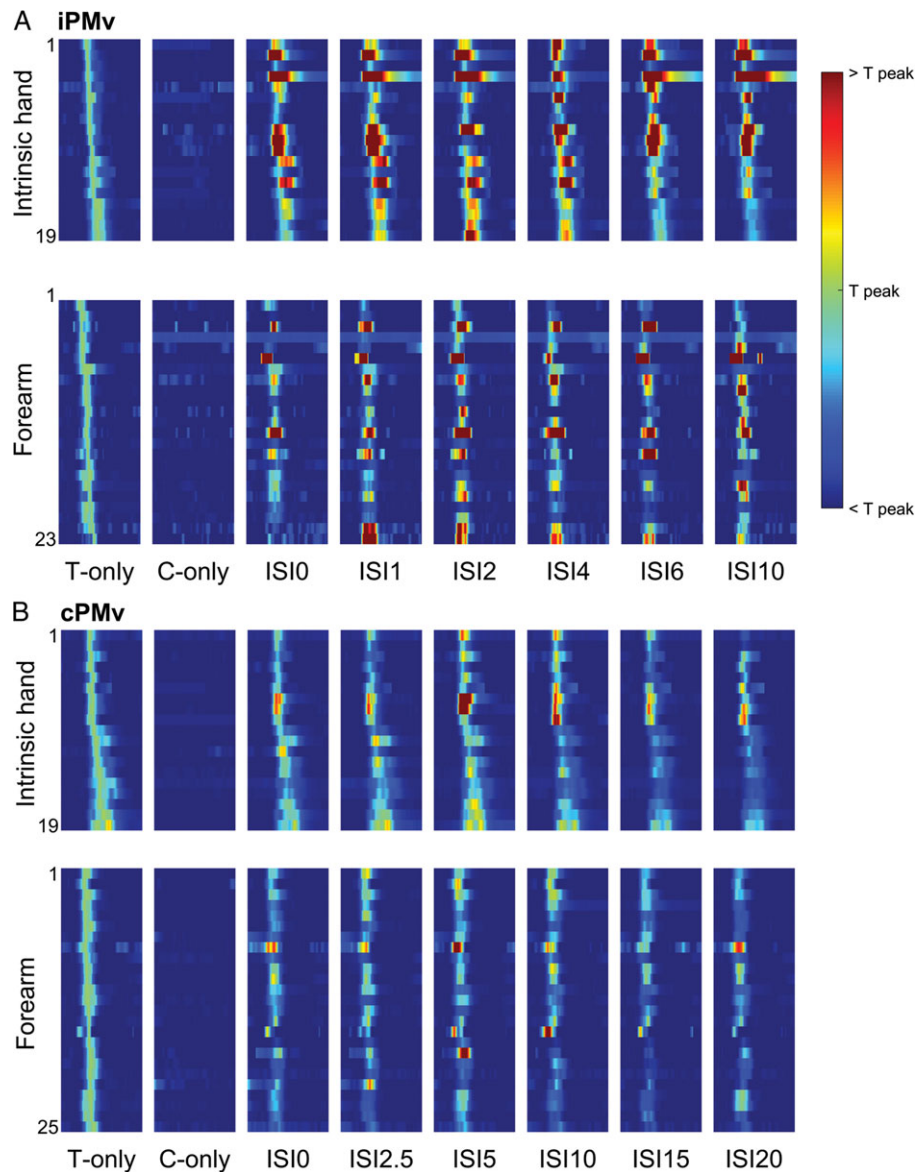 A iPMv
1
Intrinsic hand
19
> T peak
T peak
< T peak
1
Forearm
23
T-only C-only ISI0 ISI1 ISI2 ISI4 ISI6 ISI10
B cPMv
1
Intrinsic hand
19
1
Forearm
25
T-only C-only ISI0 ISI2.5 ISI5 ISI10 ISI15 ISI20